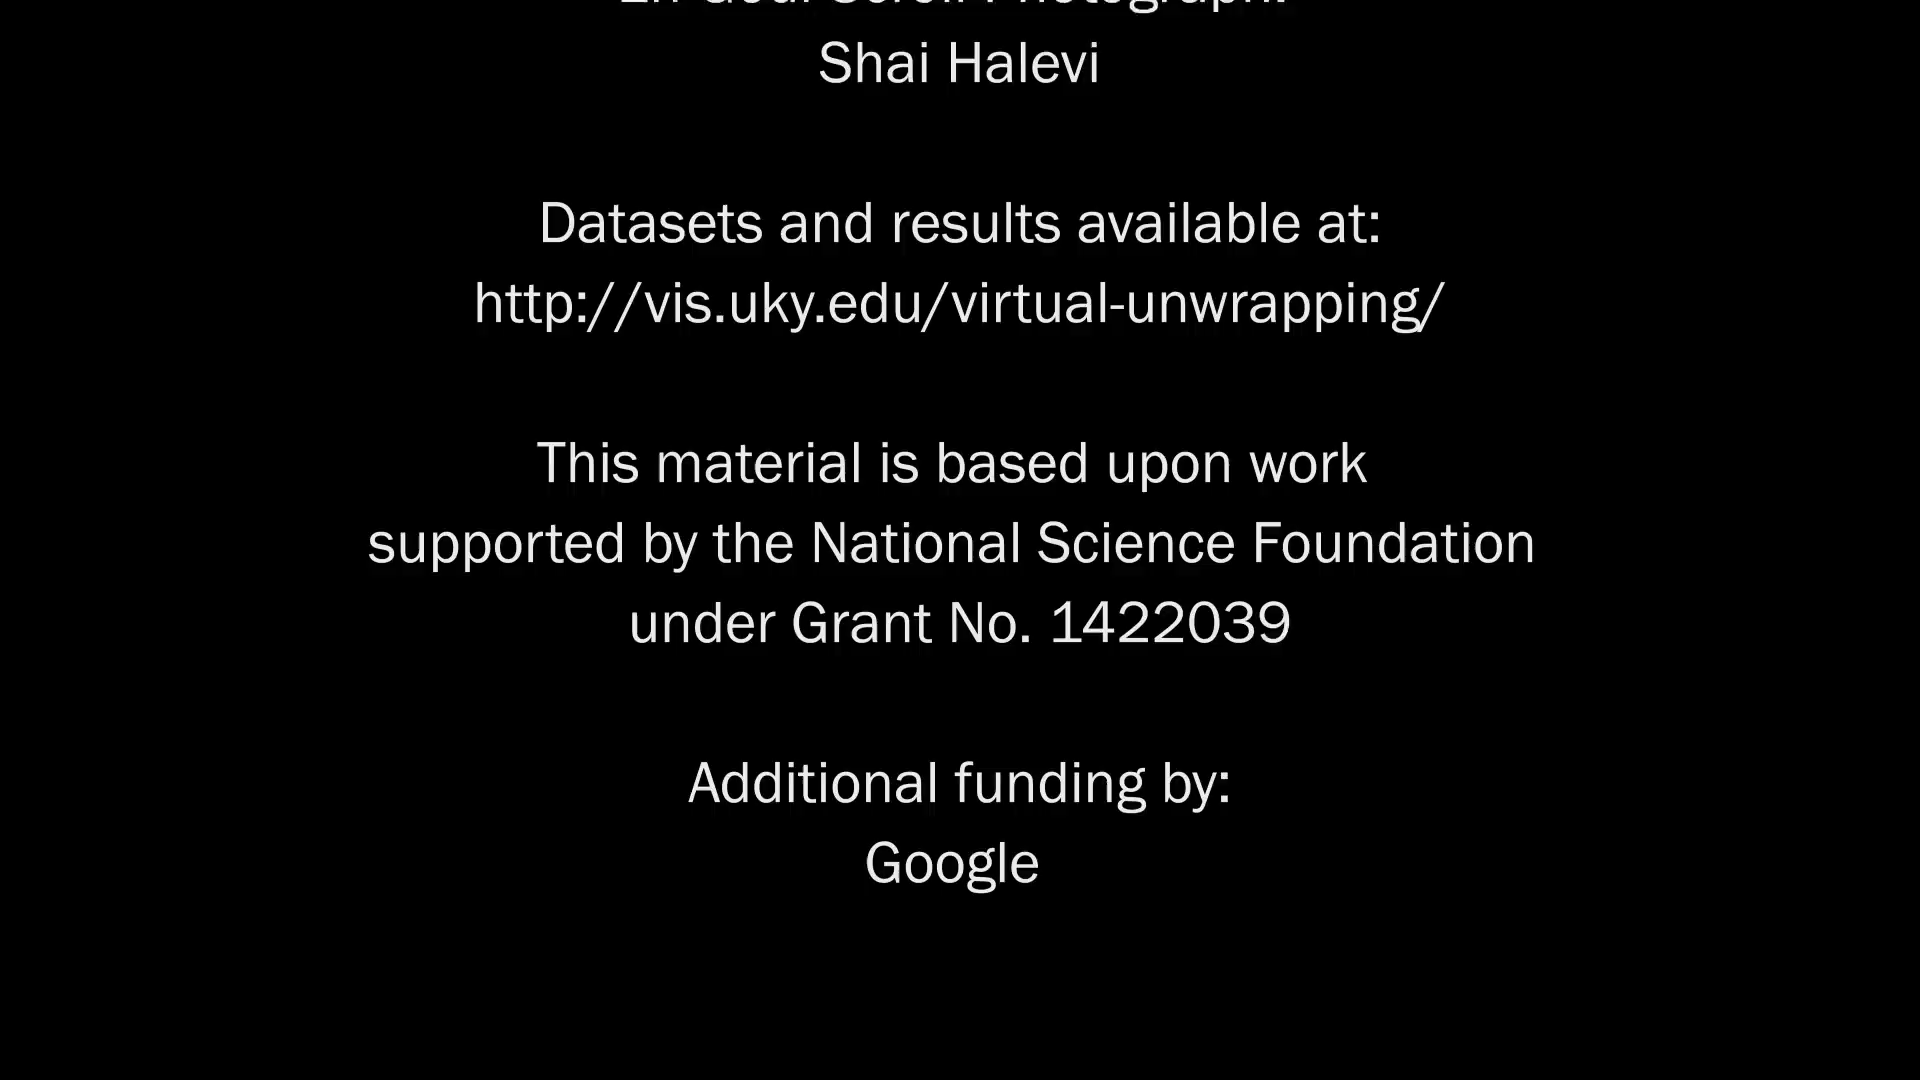 Shai Halevi
Datasets and results available at:
http://vis.uky.edu/virtual-unwrapping/
This material is based upon work
supported by the National Science Foundation
under Grant No. 1422039
Additional funding by:
Google